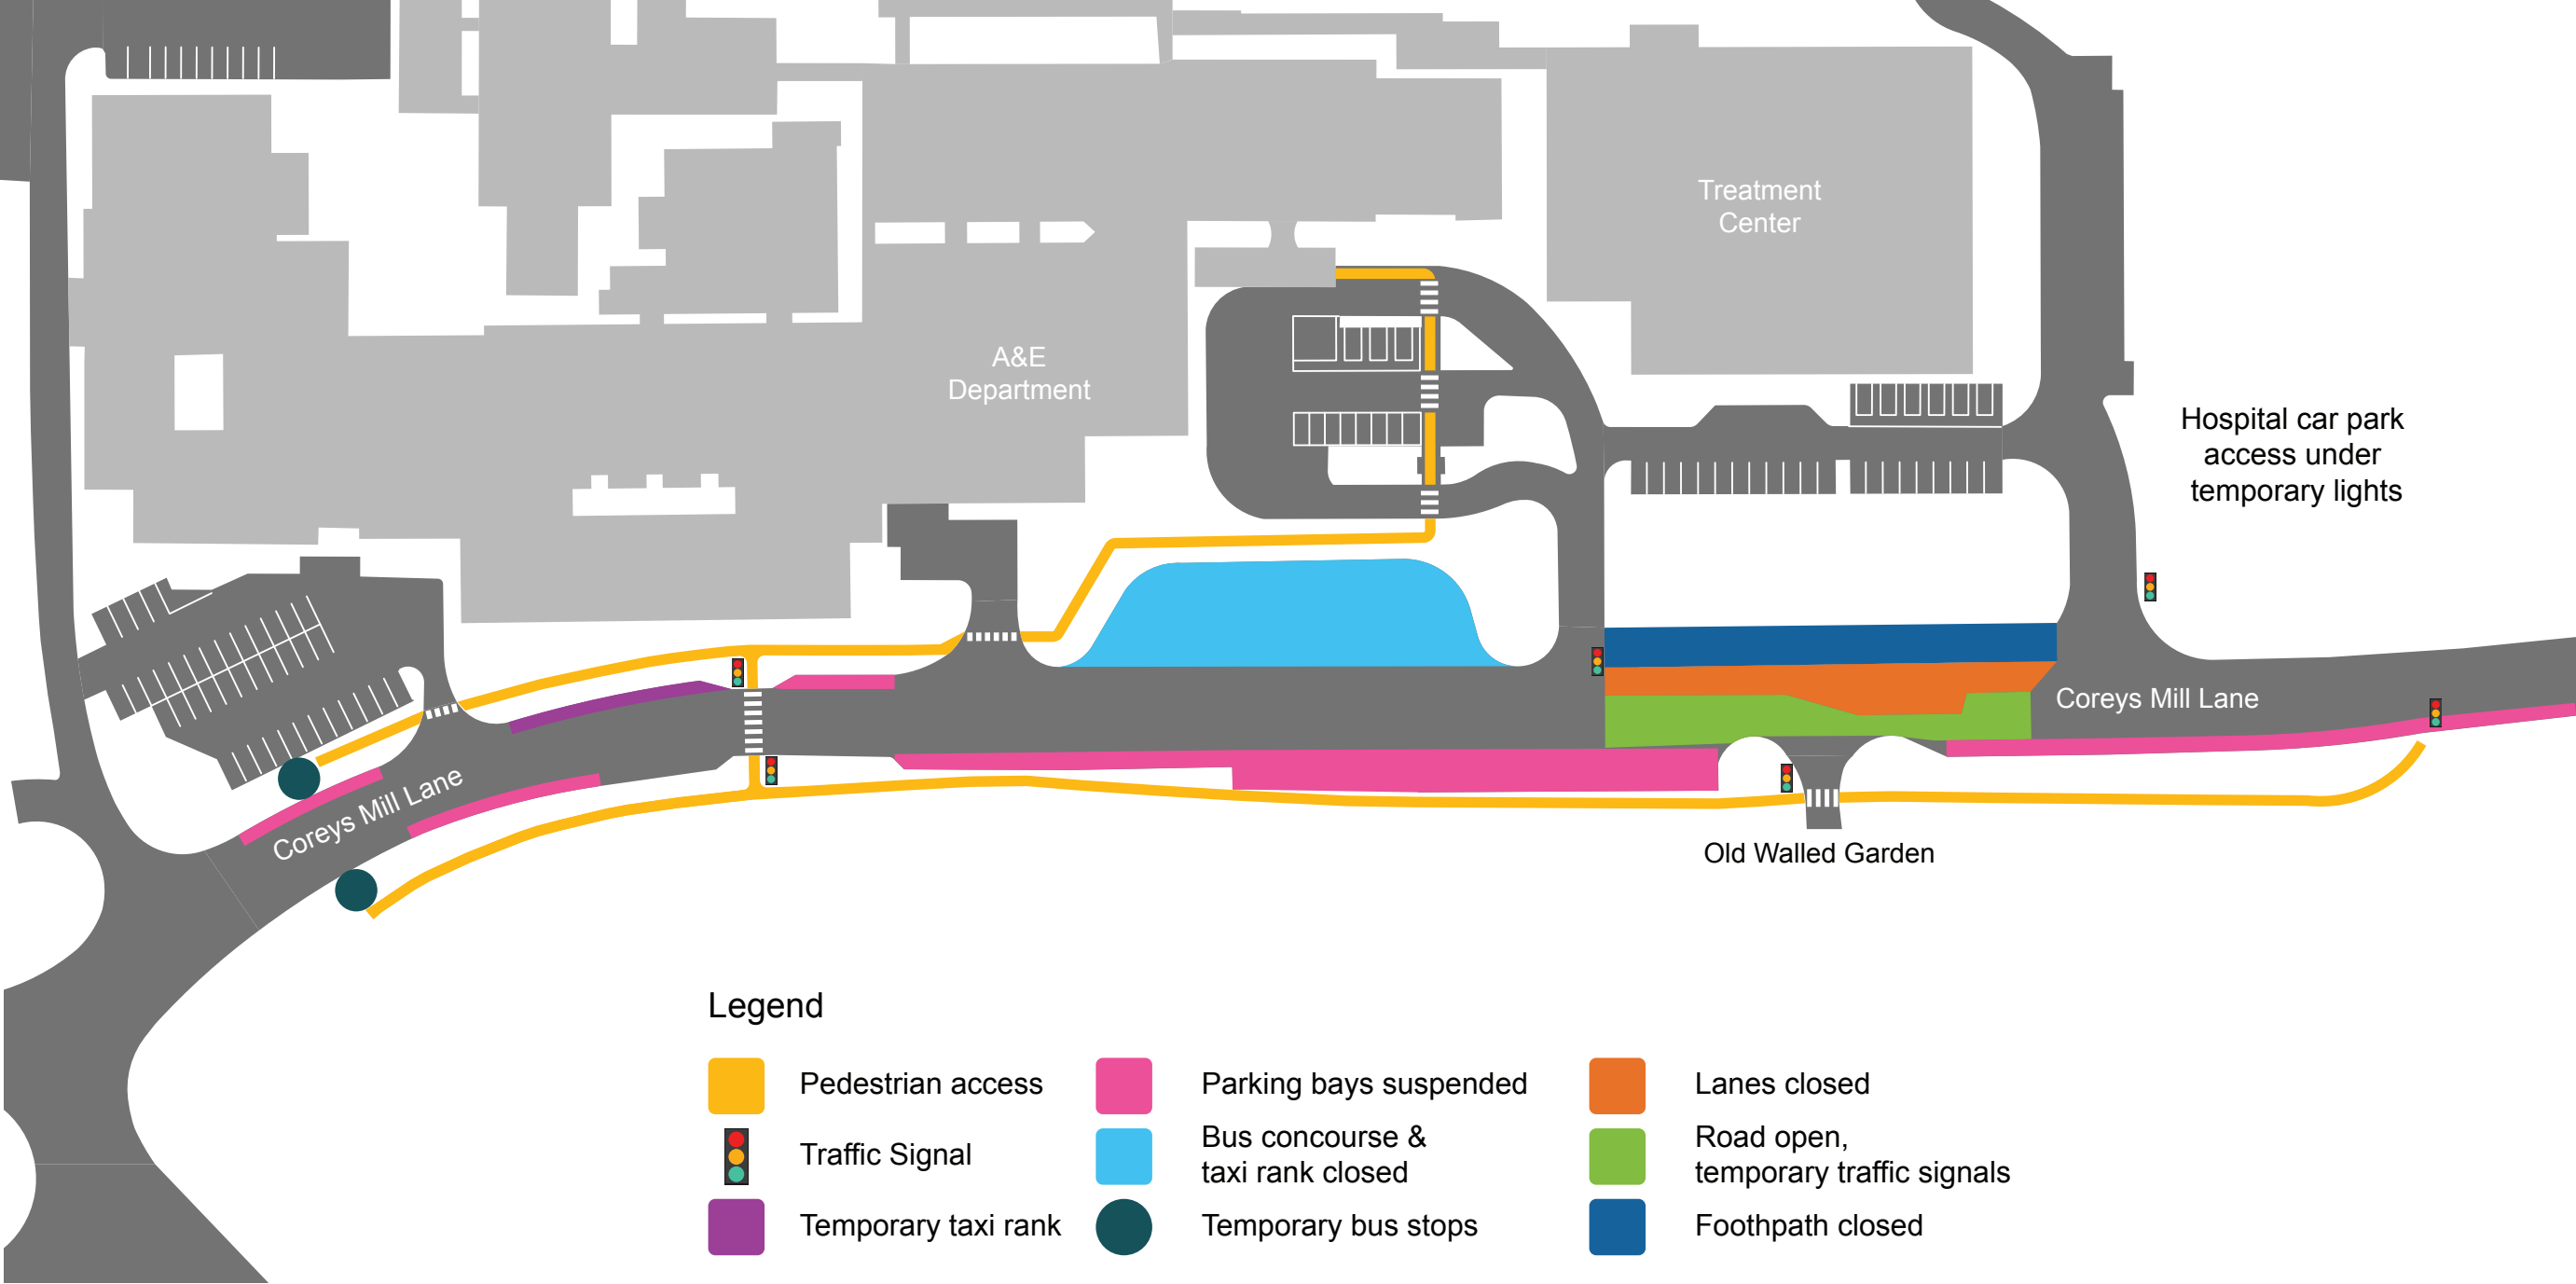 Treatment
Center
A&E
Department
Hospital car park
access under
temporary lights
Coreys Mill Lane
Coreys Mill Lane
Old Walled Garden
Legend
Pedestrian access
Traffic Signal
Temporary taxi rank
Parking bays suspended
Bus concourse &
taxi rank closed
Temporary bus stops
Lanes closed
Road open,
temporary traffic signals
Foothpath closed